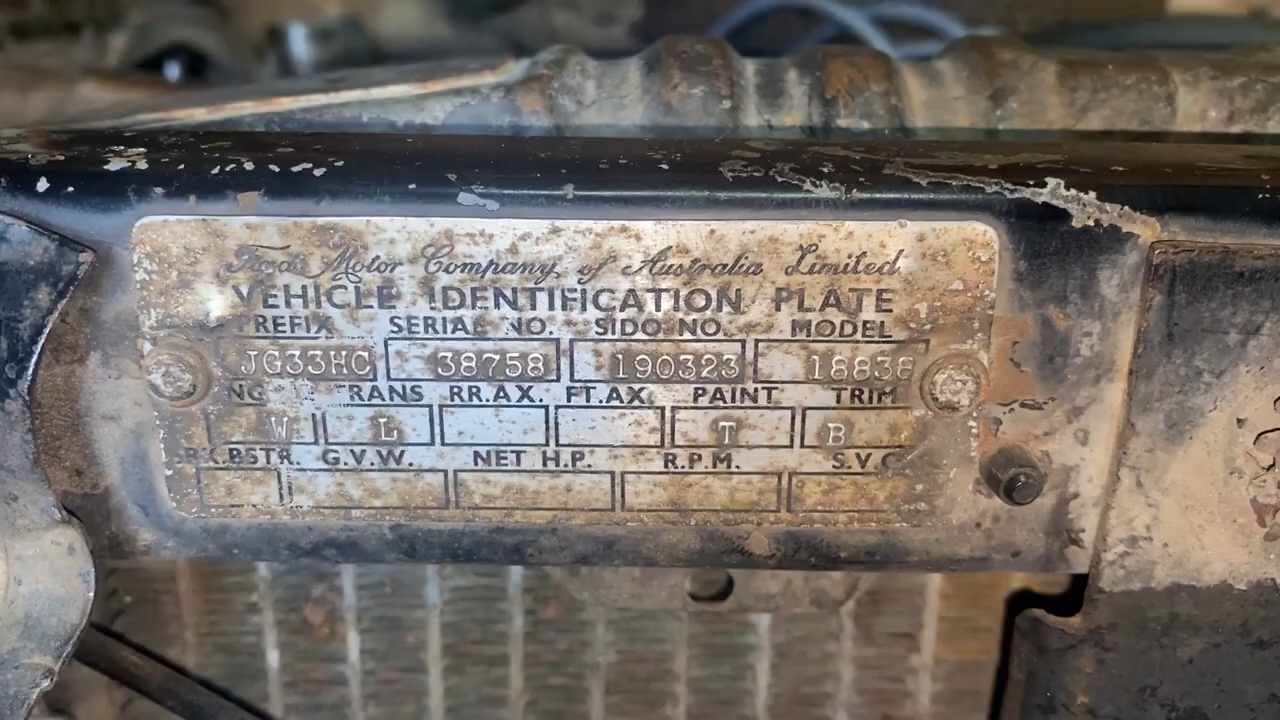 Ford Motor Company of Australia Limited
VEHICLE IDENTIFICATION PLATE
PREFIX SERIAL NO. SIDO NO. MODEL
JG33HC 38758 190323 18838
TRANS RR.AX. FT.AX. PAINT TRIM
W L T B
BSTR. G.V.W. NET H.P. R.P.M. S.V.C